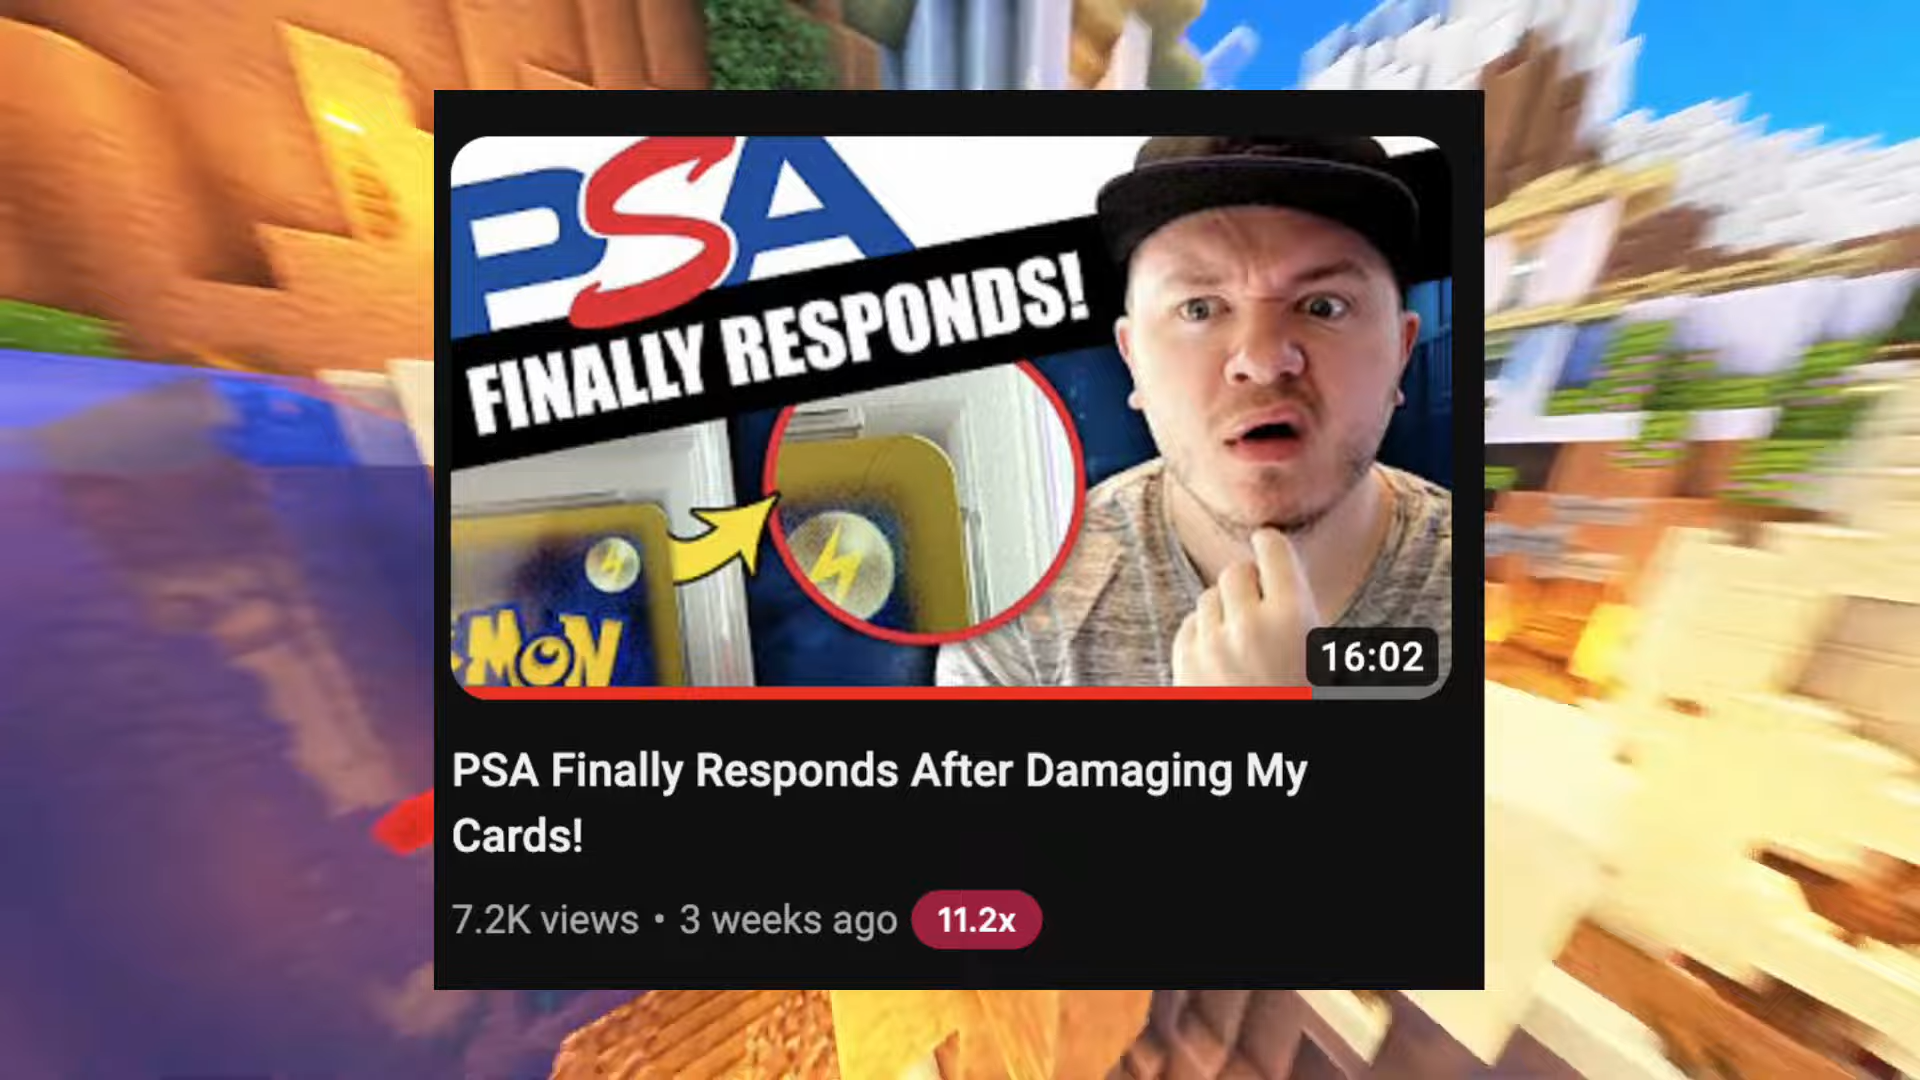 PSA
FINALLY RESPONDS!
EMON
16:02
PSA Finally Responds After Damaging My
Cards!
7.2K views • 3 weeks ago 11.2x